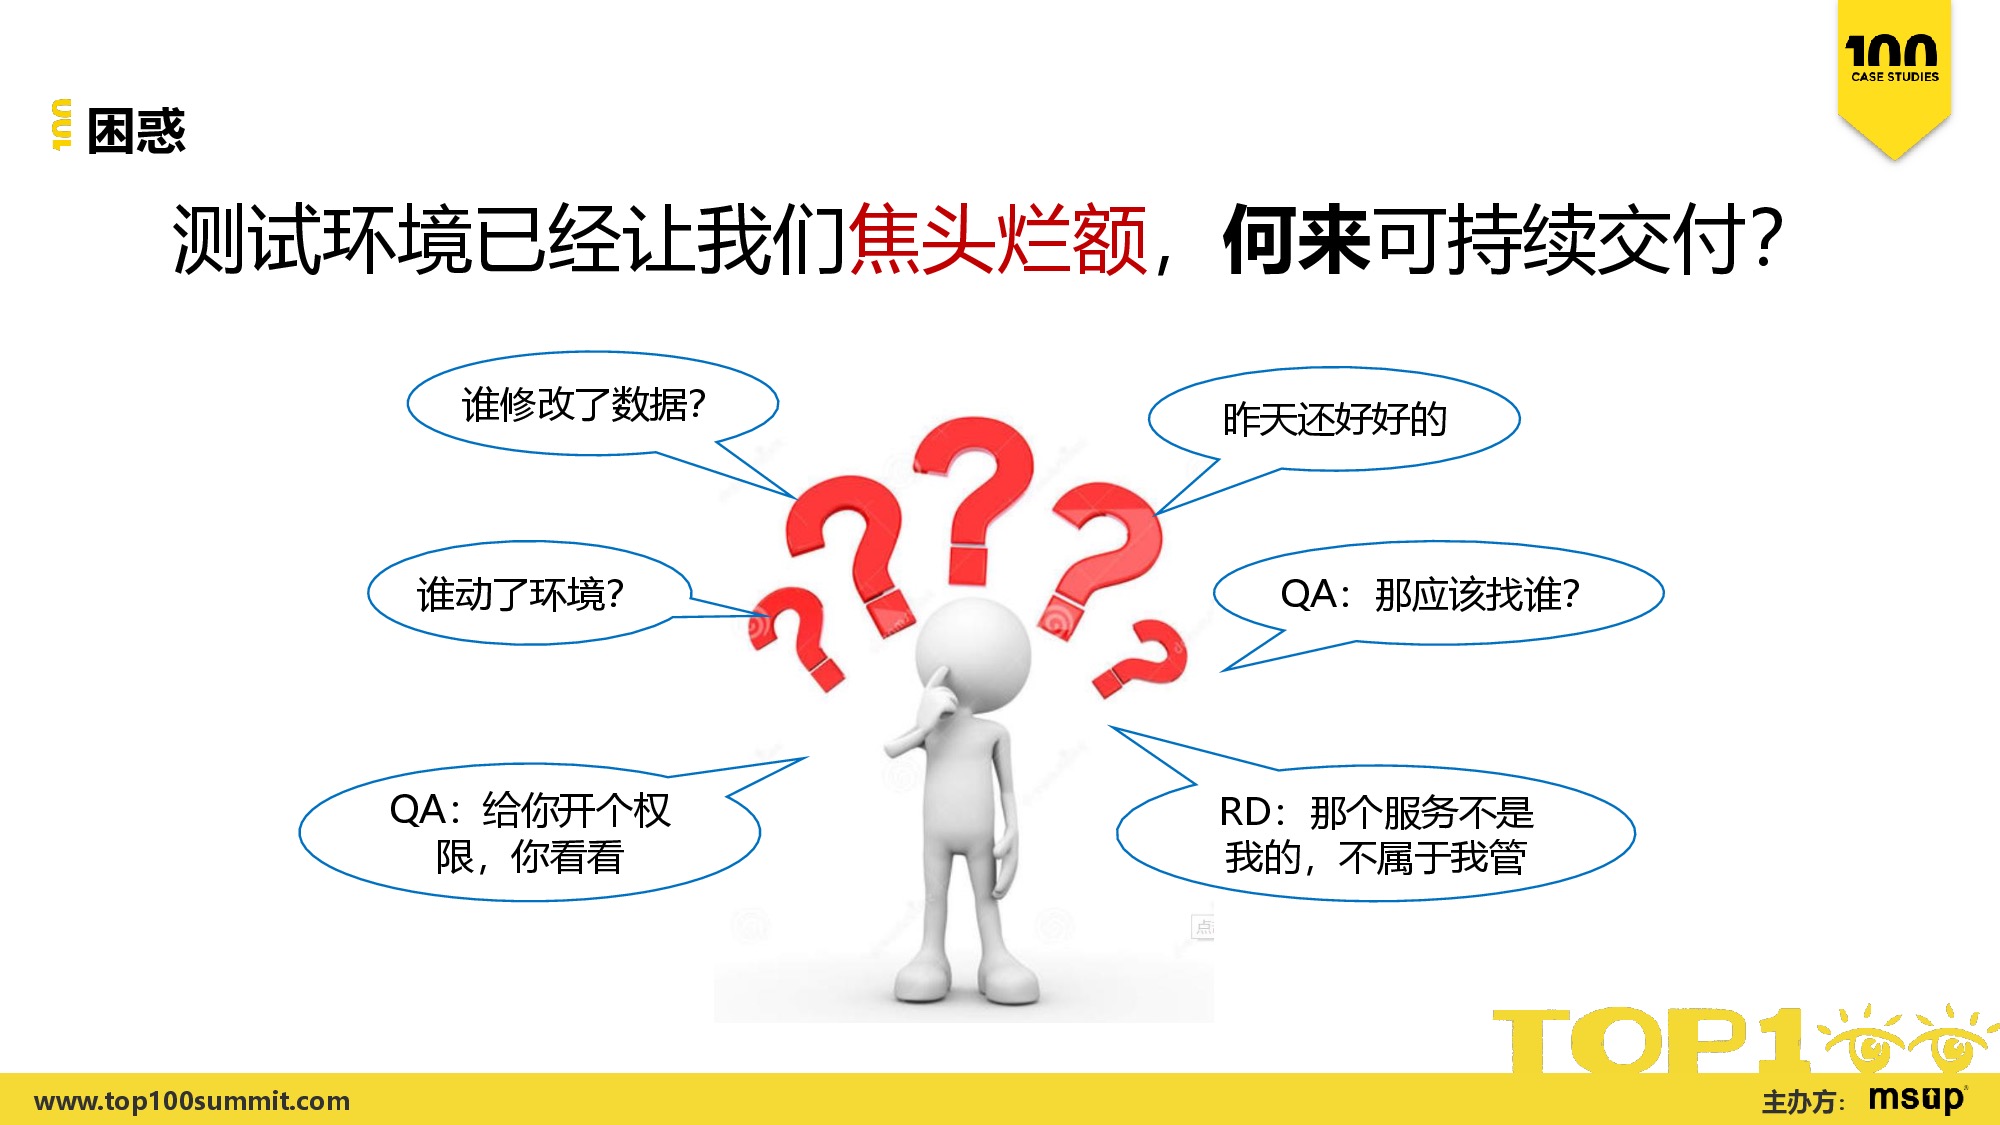 100
CASE STUDIES
100 困惑
测试环境已经让我们焦头烂额，何来可持续交付？
谁修改了数据？
昨天还好好的
谁动了环境？
QA：那应该找谁？
QA：给你开个权
限，你看看
RD：那个服务不是
我的，不属于我管
TOP100
www.top100summit.com
主办方：
msup